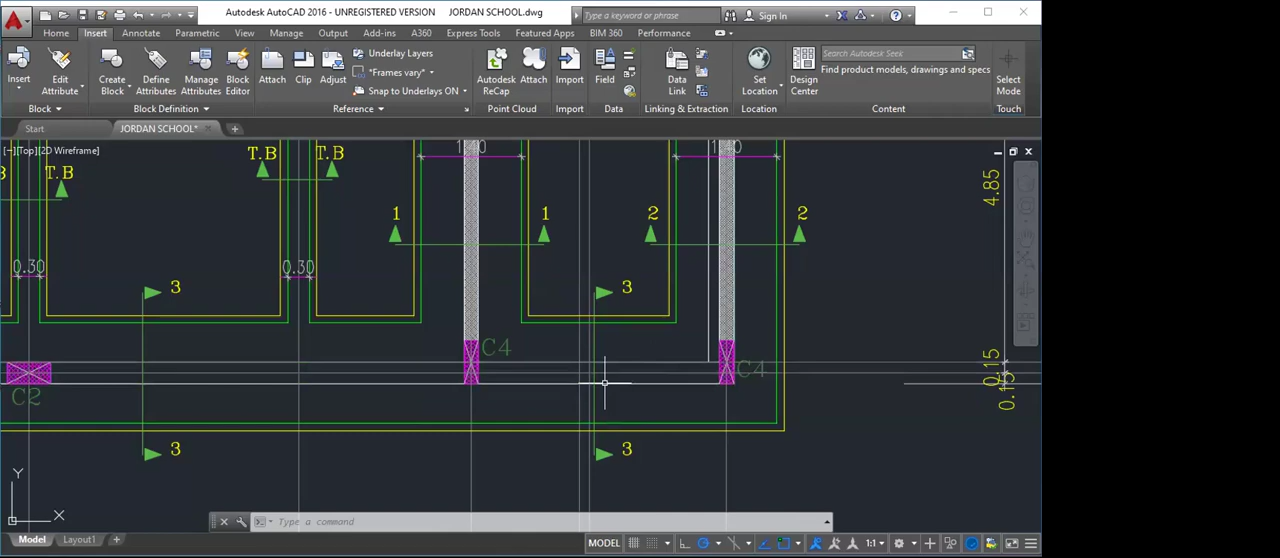 Autodesk AutoCAD 2016 - UNREGISTERED VERSION JORDAN SCHOOL.dwg
Type a keyword or phrase
Sign In
Home Insert Annotate Parametric View Manage Output Add-ins A360 Express Tools Featured Apps BIM 360 Performance
Insert
Edit Attribute
Create Block
Define Attributes
Manage Attributes
Block Editor
Attach
Clip
Adjust
Underlay Layers
*Frames vary*
Snap to Underlays ON
Autodesk ReCap
Attach
Import
Field
Data Link
Set Location
Design Center
Search Autodesk Seek
Find product models, drawings and specs
Select Mode
Block
Block Definition
Reference
Point Cloud
Import
Data
Linking & Extraction
Location
Content
Touch
Start
JORDAN SCHOOL*
[−][Top][2D Wireframe]
T.B
T.B
T.B
4.85
1 1
2 2
0.30
0.30
3
3
C4
C4
C2
0.15
0.15
3
3
Y
X
Type a command
Model
Layout1
MODEL
1:1